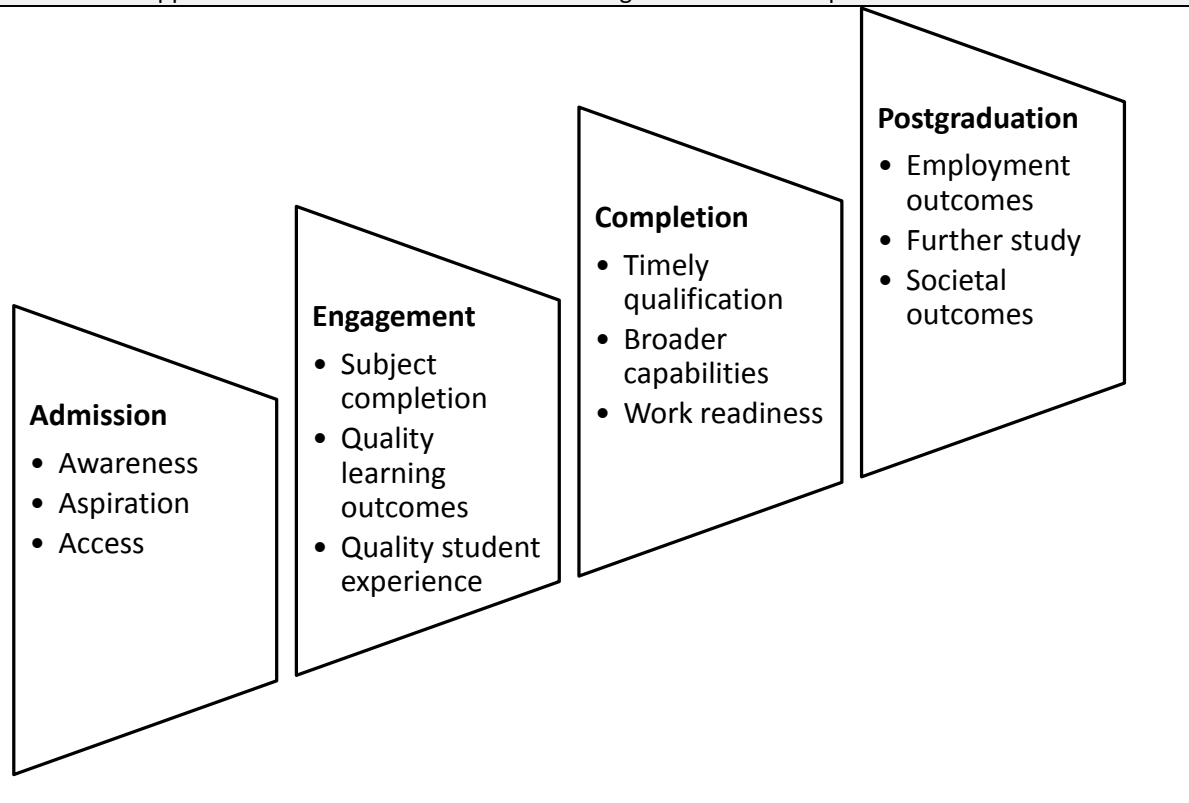 Admission
• Awareness
• Aspiration
• Access
Engagement
• Subject
completion
• Quality
learning
outcomes
• Quality student
experience
Completion
• Timely
qualification
• Broader
capabilities
• Work readiness
Postgraduation
• Employment
outcomes
• Further study
• Societal
outcomes